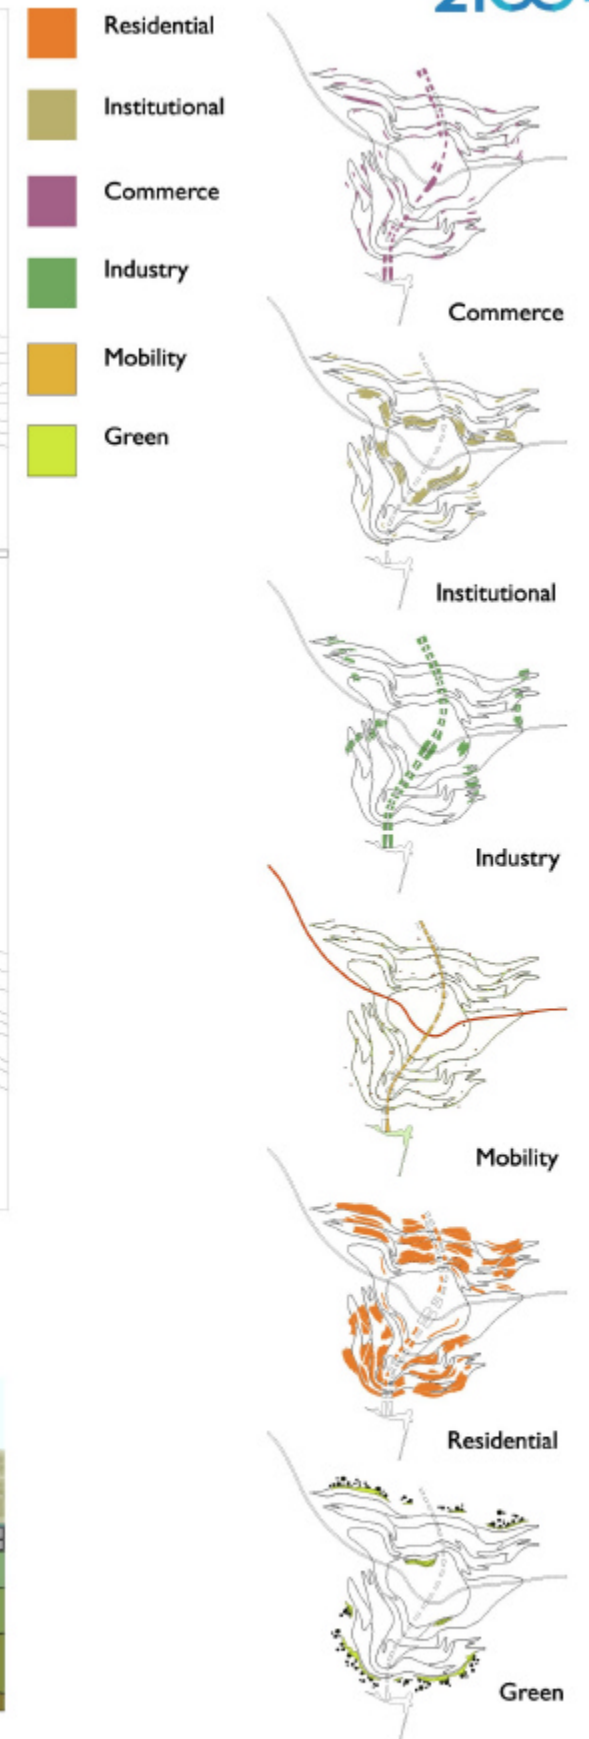 Residential
Institutional
Commerce
Industry
Mobility
Green
Commerce
Institutional
Industry
Mobility
Residential
Green